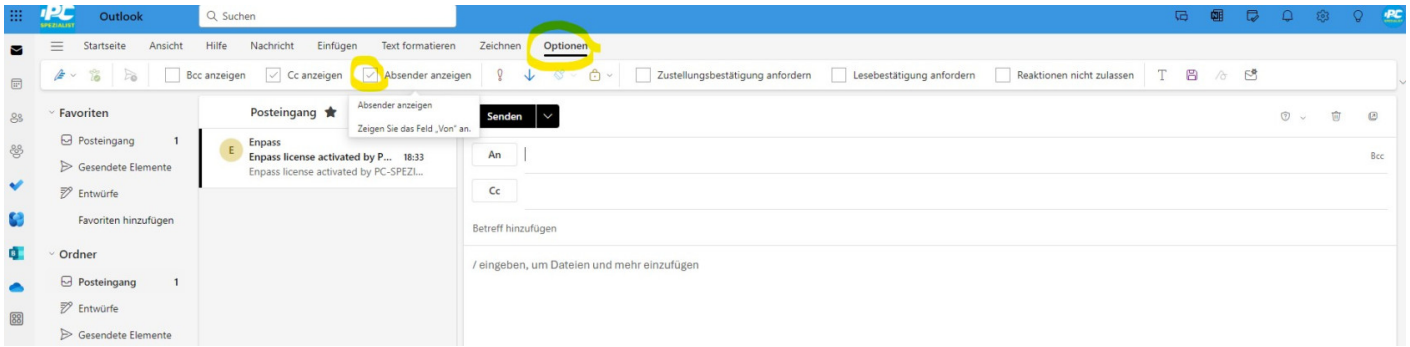 PC
SPEZIALIST
Outlook
Suchen
PC
Startseite Ansicht Hilfe Nachricht Einfügen Text formatieren Zeichnen Optionen
Bcc anzeigen Cc anzeigen Absender anzeigen Zustellungsbestätigung anfordern Lesebestätigung anfordern Reaktionen nicht zulassen T
Absender anzeigen
Zeigen Sie das Feld „Von" an.
Favoriten
Posteingang 1
Gesendete Elemente
Entwürfe
Favoriten hinzufügen
Ordner
Posteingang 1
Entwürfe
Gesendete Elemente
Posteingang
E
Enpass
Enpass license activated by P... 18:33
Enpass license activated by PC-SPEZI...
Senden
An Bcc
Cc
Betreff hinzufügen
/ eingeben, um Dateien und mehr einzufügen